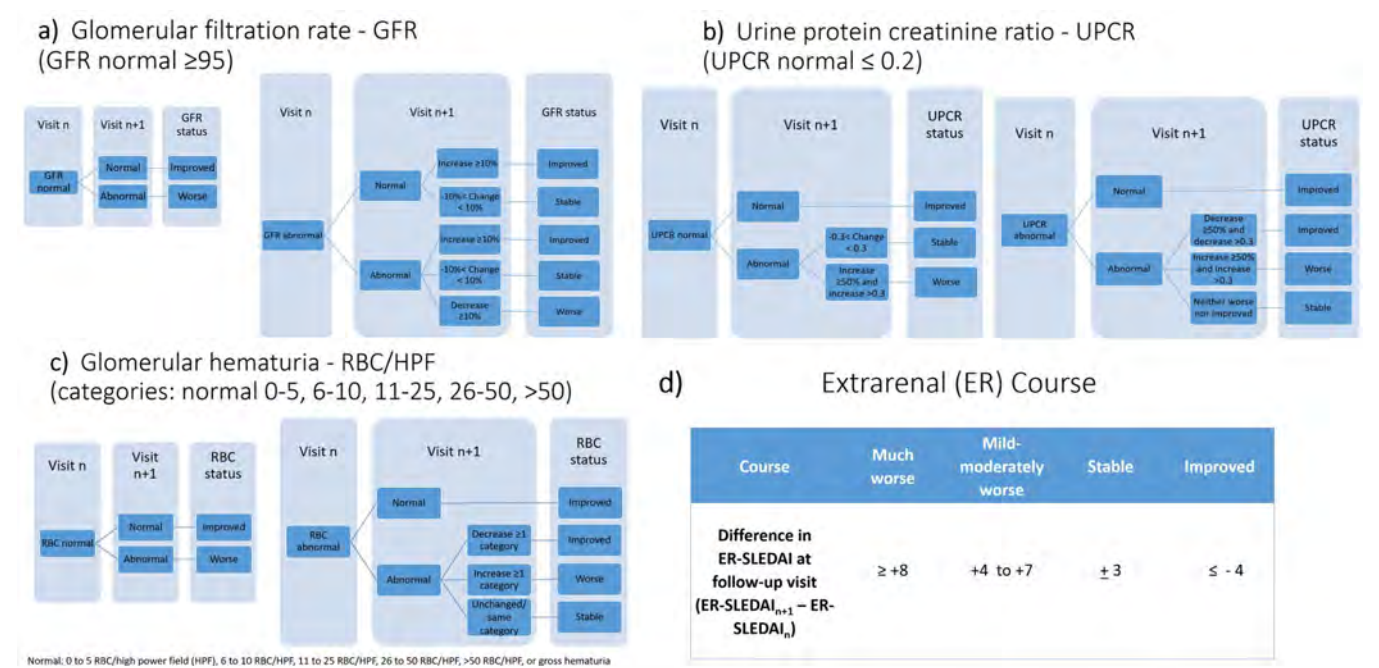 a) Glomerular filtration rate - GFR
(GFR normal ≥95)
Visit n
Visit n+1
GFR
status
GFR
normal
Normal
Improved
Abnormal
Worse
Visit n
Visit n+1
GFR status
GFR abnormal
Normal
Increase ≥10%
Improved
-10%< Change
< 10%
Stable
Abnormal
Increase ≥10%
Improved
-10%< Change
< 10%
Stable
Decrease
≥10%
Worse
b) Urine protein creatinine ratio - UPCR
(UPCR normal ≤ 0.2)
Visit n
Visit n+1
UPCR
status
UPCR normal
Normal
Improved
Abnormal
-0.3< Change
< 0.3
Stable
Increase
≥50% and
increase >0.3
Worse
Visit n
Visit n+1
UPCR
status
UPCR
abnormal
Normal
Improved
Abnormal
Decrease
≥50% and
decrease >0.3
Improved
Increase ≥50%
and increase
>0.3
Worse
Neither worse
nor improved
Stable
c) Glomerular hematuria - RBC/HPF
(categories: normal 0-5, 6-10, 11-25, 26-50, >50)
Visit n
Visit
n+1
RBC
status
RBC normal
Normal
Improved
Abnormal
Worse
Visit n
Visit n+1
RBC
status
RBC
abnormal
Normal
Improved
Abnormal
Decrease ≥1
category
Improved
Increase ≥1
category
Worse
Unchanged/
same
category
Stable
Normal: 0 to 5 RBC/high power field (HPF), 6 to 10 RBC/HPF, 11 to 25 RBC/HPF, 26 to 50 RBC/HPF, >50 RBC/HPF, or gross hematuria
d) Extrarenal (ER) Course
Course
Much
worse
Mild-
moderately
worse
Stable
Improved
Difference in
ER-SLEDAI at
follow-up visit
(ER-SLEDAIn+1 – ER-
SLEDAIn)
≥ +8
+4 to +7
± 3
≤ - 4